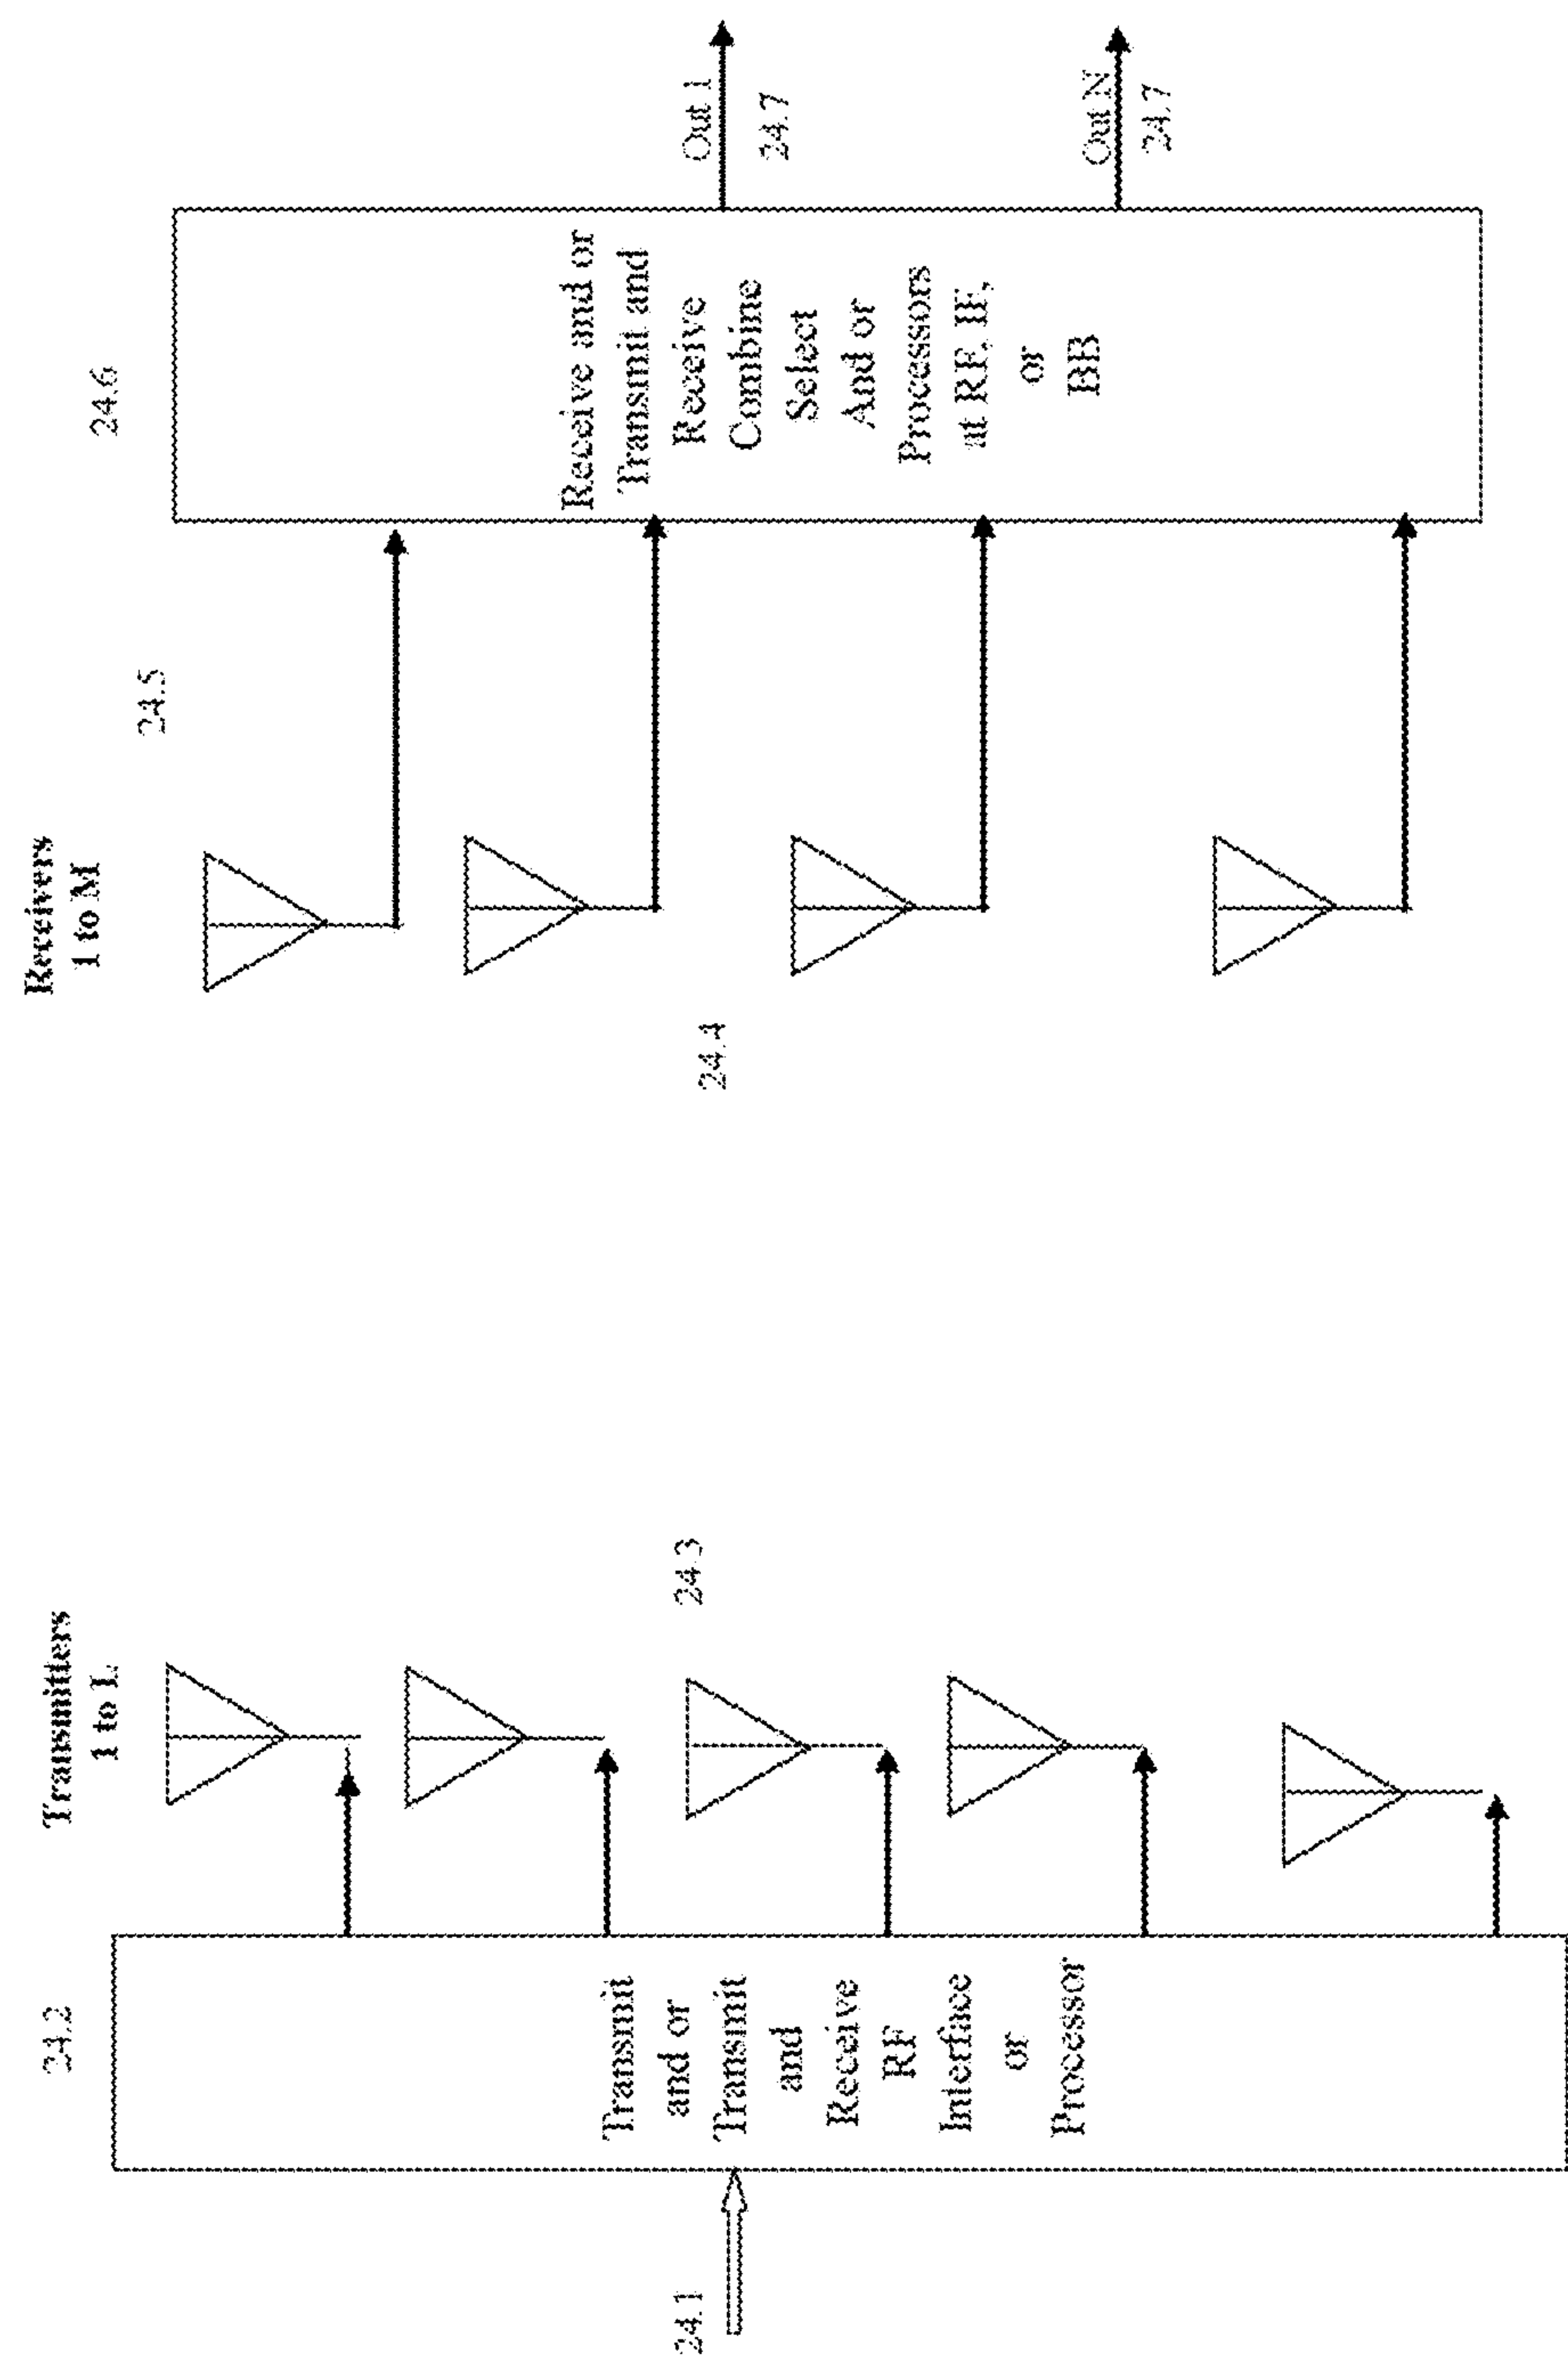 24.1
24.2
Transmit
and or
Transmit
and
Receive
RF
Interface
or
Processor
Transmitters
1 to L
24.3
24.4
Receivers
1 to M
24.5
24.6
Receive and or
Transmit and
Receive
Combine
Select
And or
Processors
at RF, IF,
or
BB
Out 1
24.7
Out N
24.7